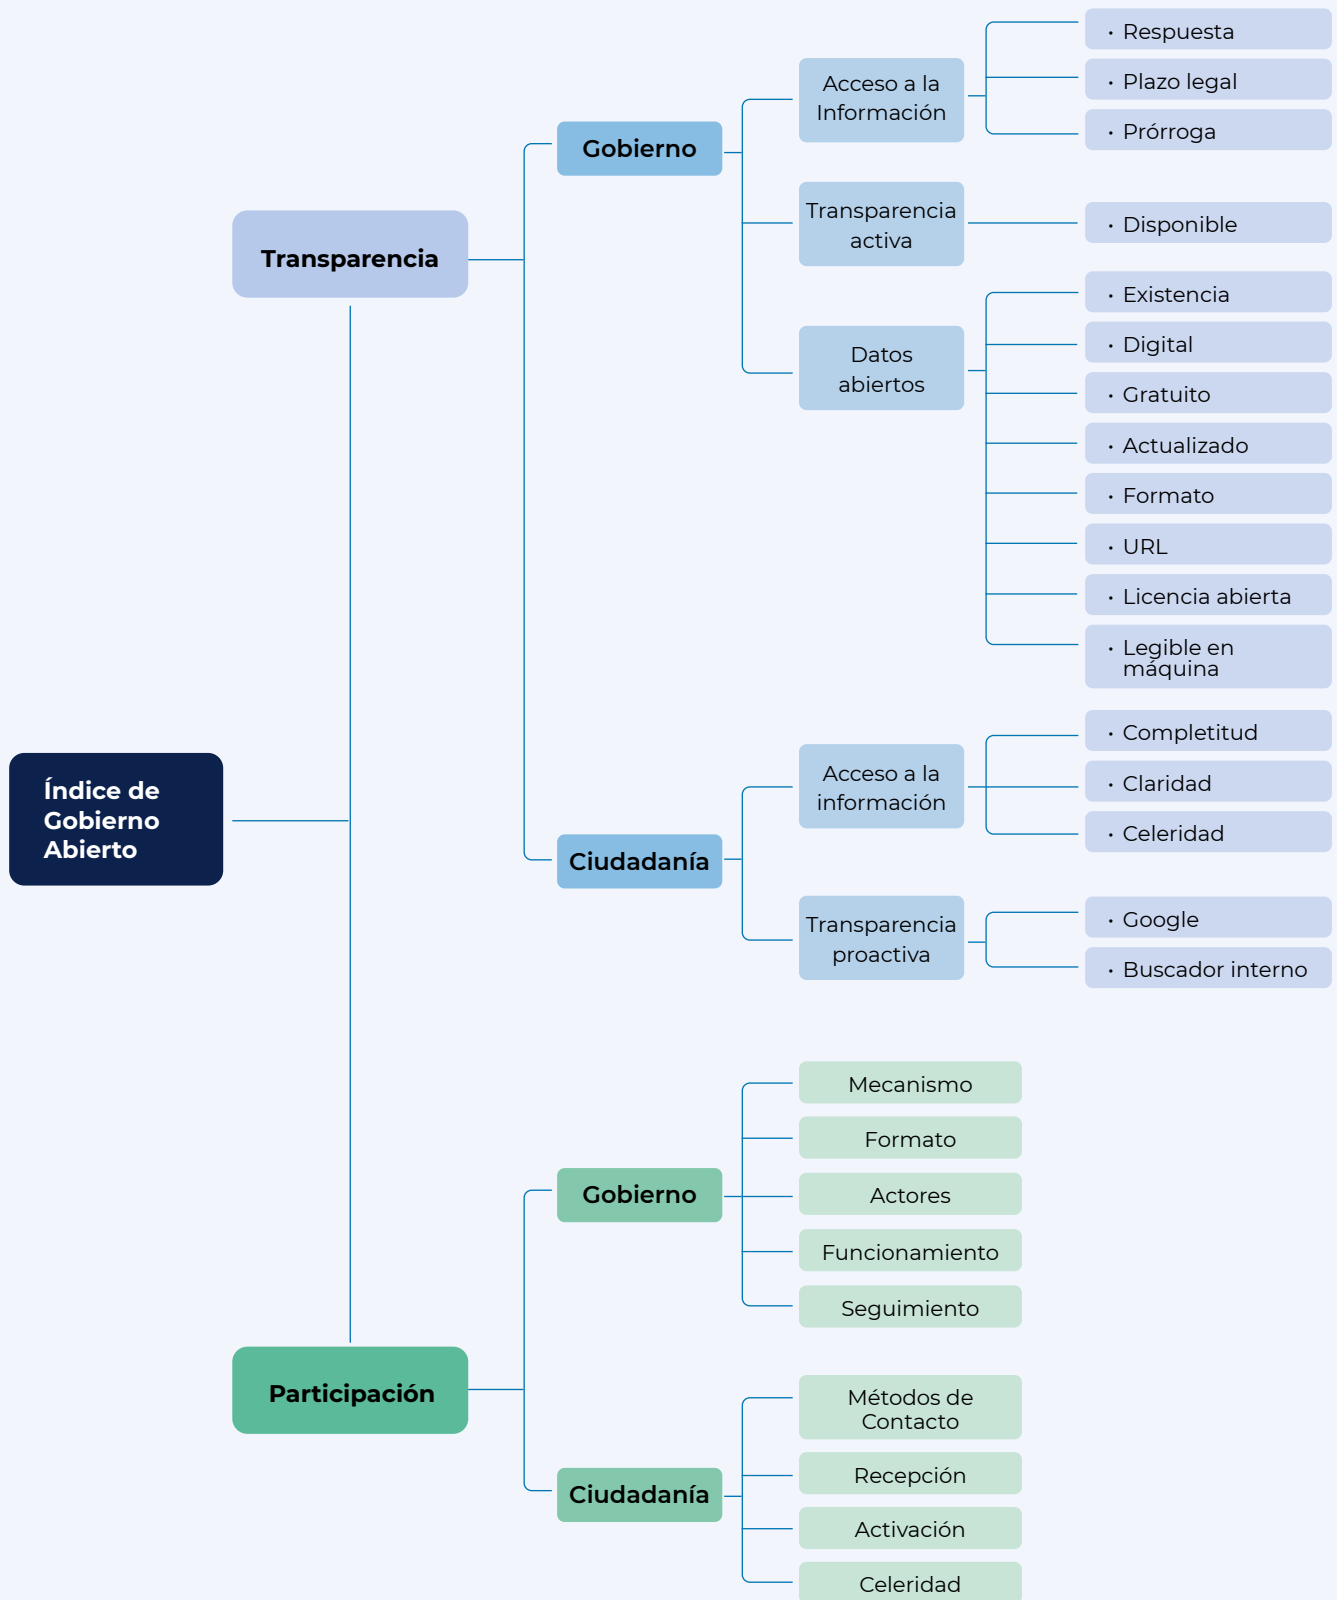 Índice de
Gobierno
Abierto
Transparencia
Gobierno
Acceso a la
Información
• Respuesta
• Plazo legal
• Prórroga
Transparencia
activa
• Disponible
Datos
abiertos
• Existencia
• Digital
• Gratuito
• Actualizado
• Formato
• URL
• Licencia abierta
• Legible en
máquina
Ciudadanía
Acceso a la
información
• Completitud
• Claridad
• Celeridad
Transparencia
proactiva
• Google
• Buscador interno
Participación
Gobierno
Mecanismo
Formato
Actores
Funcionamiento
Seguimiento
Ciudadanía
Métodos de
Contacto
Recepción
Activación
Celeridad